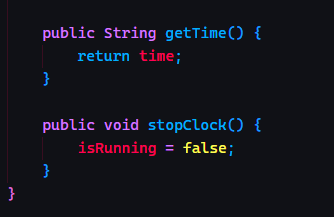 public String getTime() {
    return time;
}

public void stopClock() {
    isRunning = false;
}
}